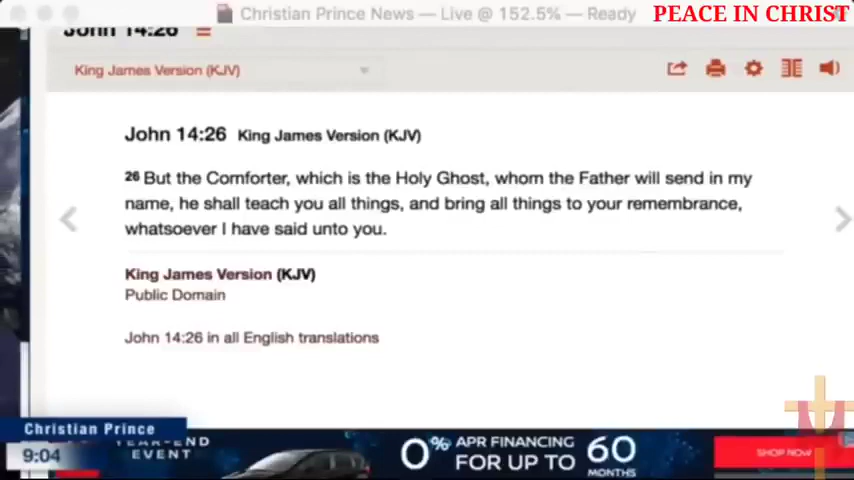 Christian Prince News — Live @ 152.5% — Ready
PEACE IN CHRIST
John 14:26
King James Version (KJV)
John 14:26 King James Version (KJV)
26 But the Comforter, which is the Holy Ghost, whom the Father will send in my
name, he shall teach you all things, and bring all things to your remembrance,
whatsoever I have said unto you.
King James Version (KJV)
Public Domain
John 14:26 in all English translations
Christian Prince
9:04
YEAR-END
EVENT
0% APR FINANCING
FOR UP TO 60
MONTHS
SHOP NOW